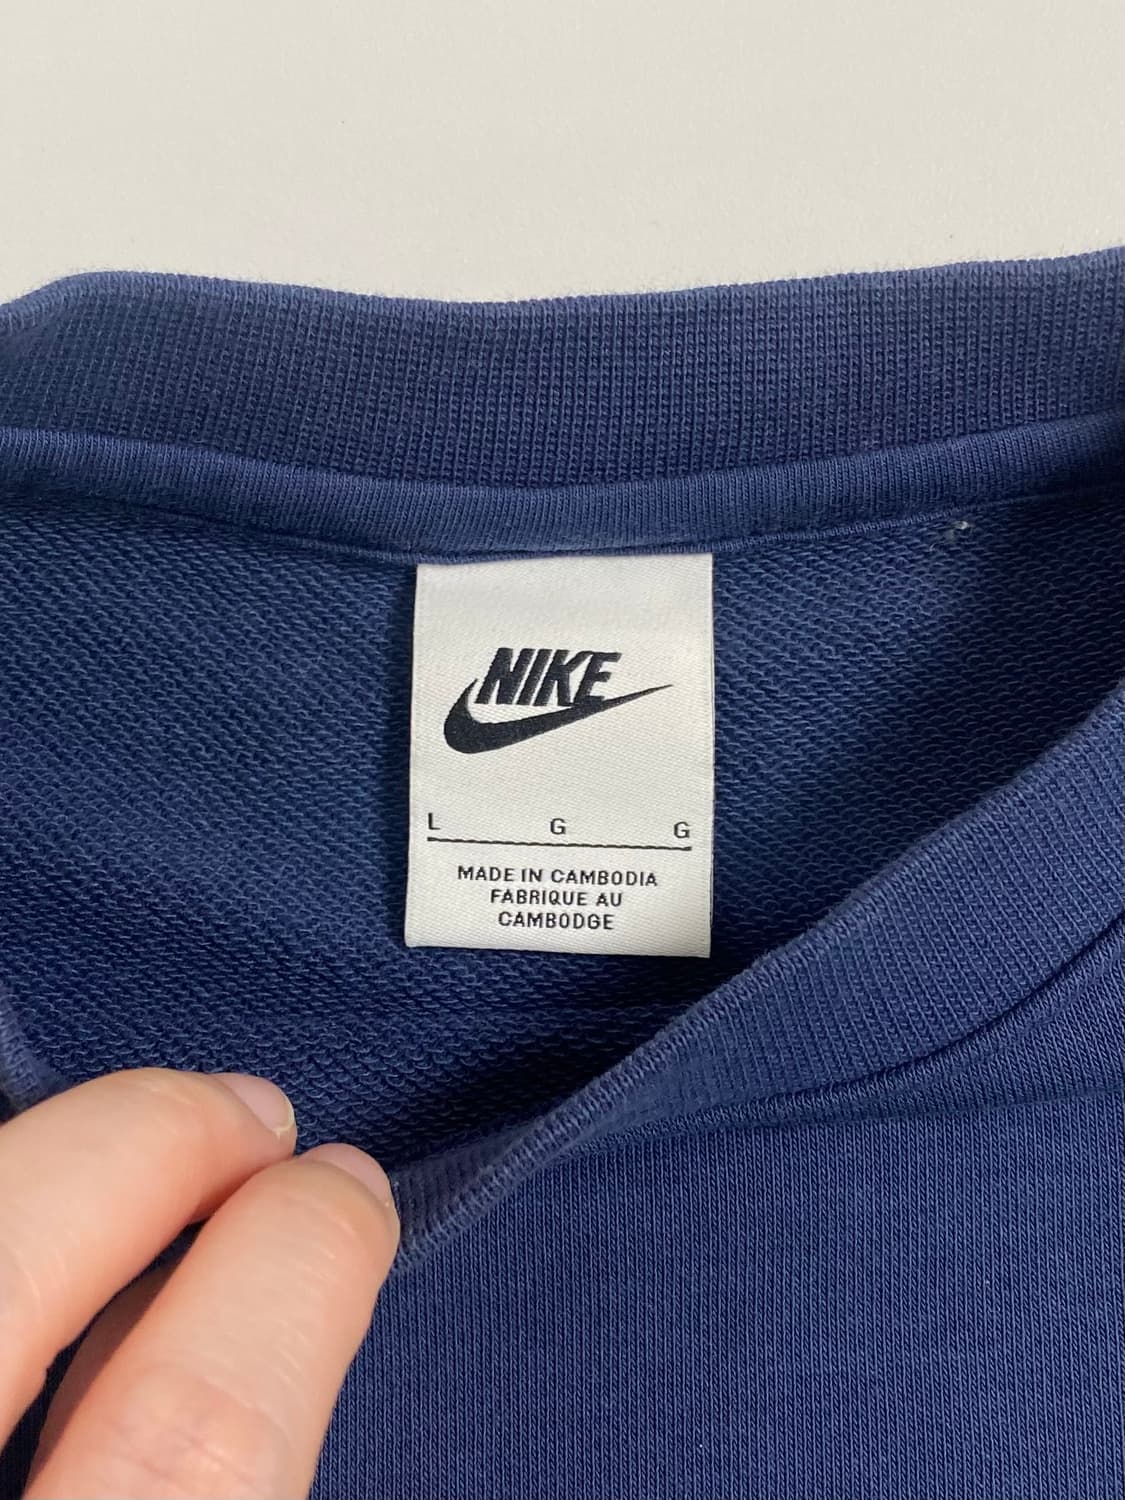 NIKE
L G G
MADE IN CAMBODIA
FABRIQUE AU
CAMBODGE